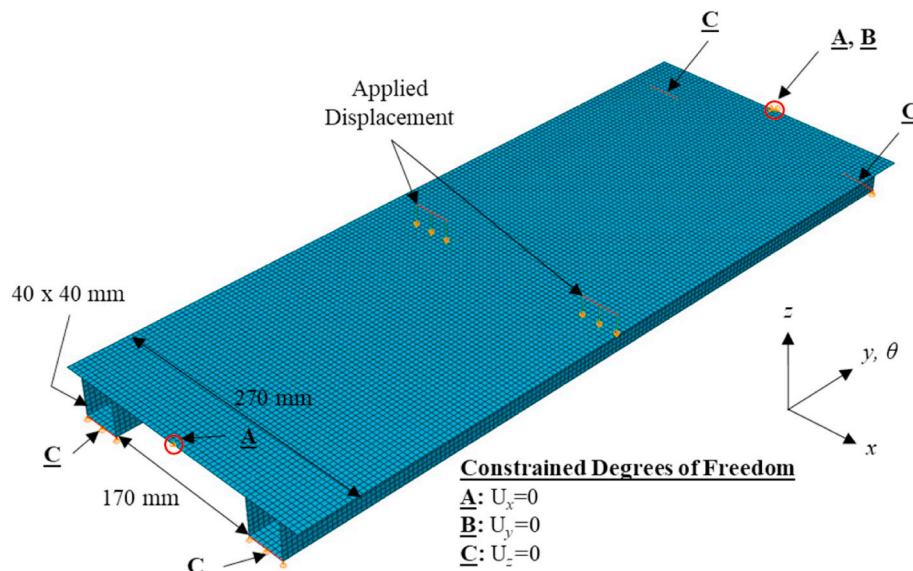 C
A, B
Applied
Displacement
C
40 x 40 mm
z
y, θ
270 mm
x
A
C
Constrained Degrees of Freedom
170 mm
A: Ux=0
B: Uy=0
C
C: Uz=0